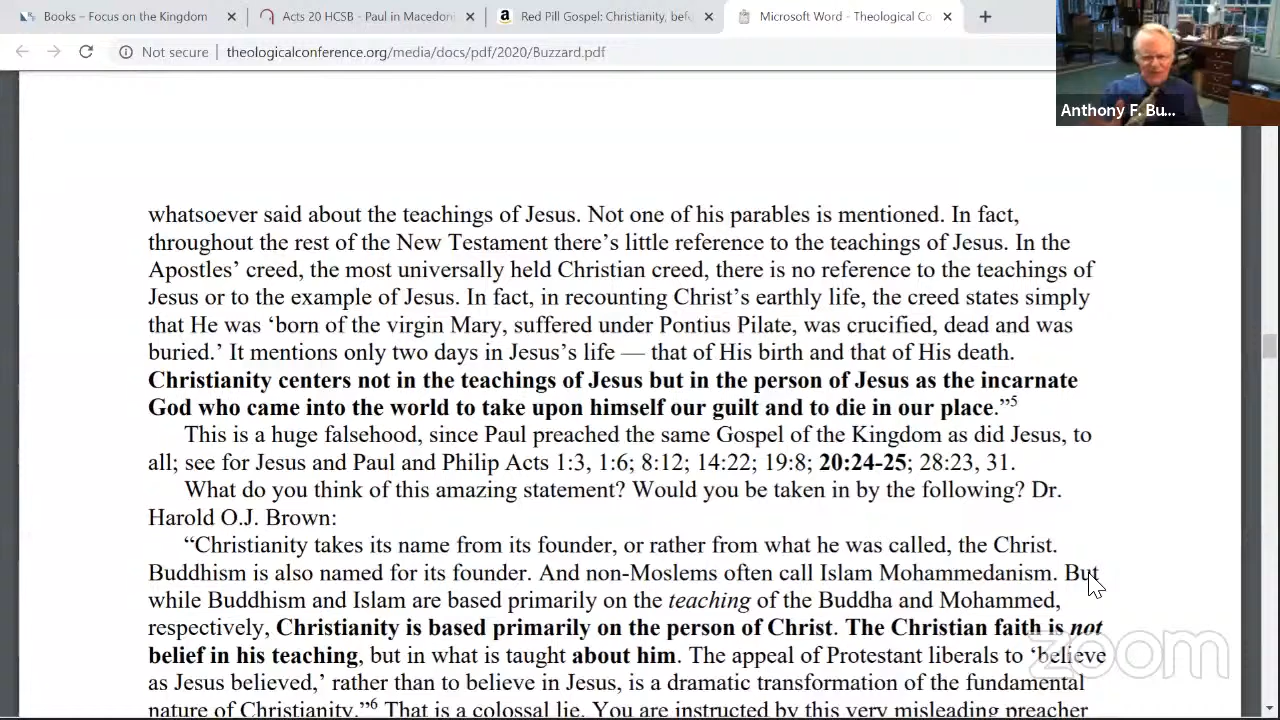 Books – Focus on the Kingdom
Acts 20 HCSB - Paul in Macedon
Red Pill Gospel: Christianity, bef
Microsoft Word - Theological Co
Not secure | theologicalconference.org/media/docs/pdf/2020/Buzzard.pdf
Anthony F. Bu...
whatsoever said about the teachings of Jesus. Not one of his parables is mentioned. In fact,
throughout the rest of the New Testament there’s little reference to the teachings of Jesus. In the
Apostles’ creed, the most universally held Christian creed, there is no reference to the teachings of
Jesus or to the example of Jesus. In fact, in recounting Christ’s earthly life, the creed states simply
that He was ‘born of the virgin Mary, suffered under Pontius Pilate, was crucified, dead and was
buried.’ It mentions only two days in Jesus’s life — that of His birth and that of His death.
Christianity centers not in the teachings of Jesus but in the person of Jesus as the incarnate
God who came into the world to take upon himself our guilt and to die in our place.”5
This is a huge falsehood, since Paul preached the same Gospel of the Kingdom as did Jesus, to
all; see for Jesus and Paul and Philip Acts 1:3, 1:6; 8:12; 14:22; 19:8; 20:24-25; 28:23, 31.
What do you think of this amazing statement? Would you be taken in by the following? Dr.
Harold O.J. Brown:
“Christianity takes its name from its founder, or rather from what he was called, the Christ.
Buddhism is also named for its founder. And non-Moslems often call Islam Mohammedanism. But
while Buddhism and Islam are based primarily on the teaching of the Buddha and Mohammed,
respectively, Christianity is based primarily on the person of Christ. The Christian faith is not
belief in his teaching, but in what is taught about him. The appeal of Protestant liberals to ‘believe
as Jesus believed,’ rather than to believe in Jesus, is a dramatic transformation of the fundamental
nature of Christianity.”6 That is a colossal lie. You are instructed by this very misleading preacher
zoom